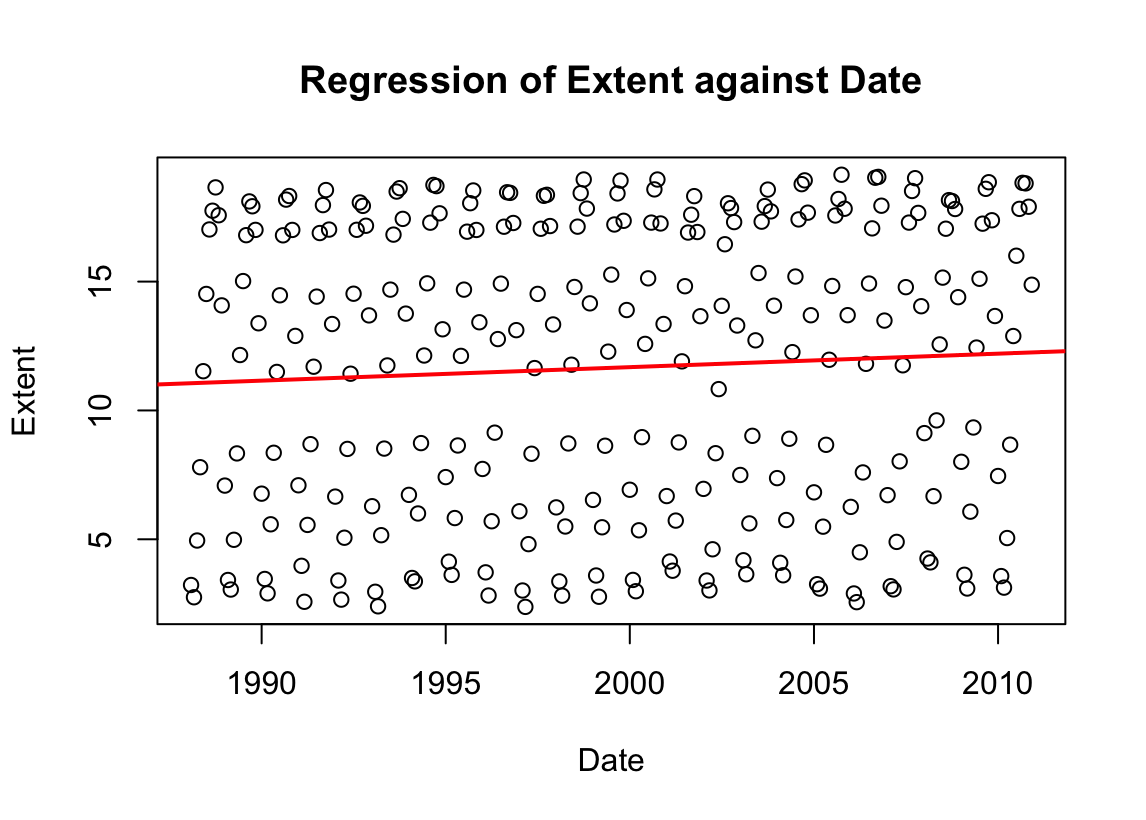 Regression of Extent against Date
Extent
15
10
5
1990 1995 2000 2005 2010
Date